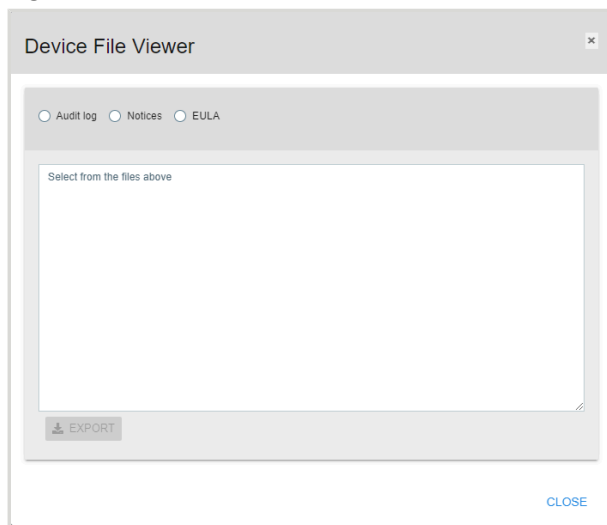 Device File Viewer
×
Audit log Notices EULA
Select from the files above
EXPORT
CLOSE